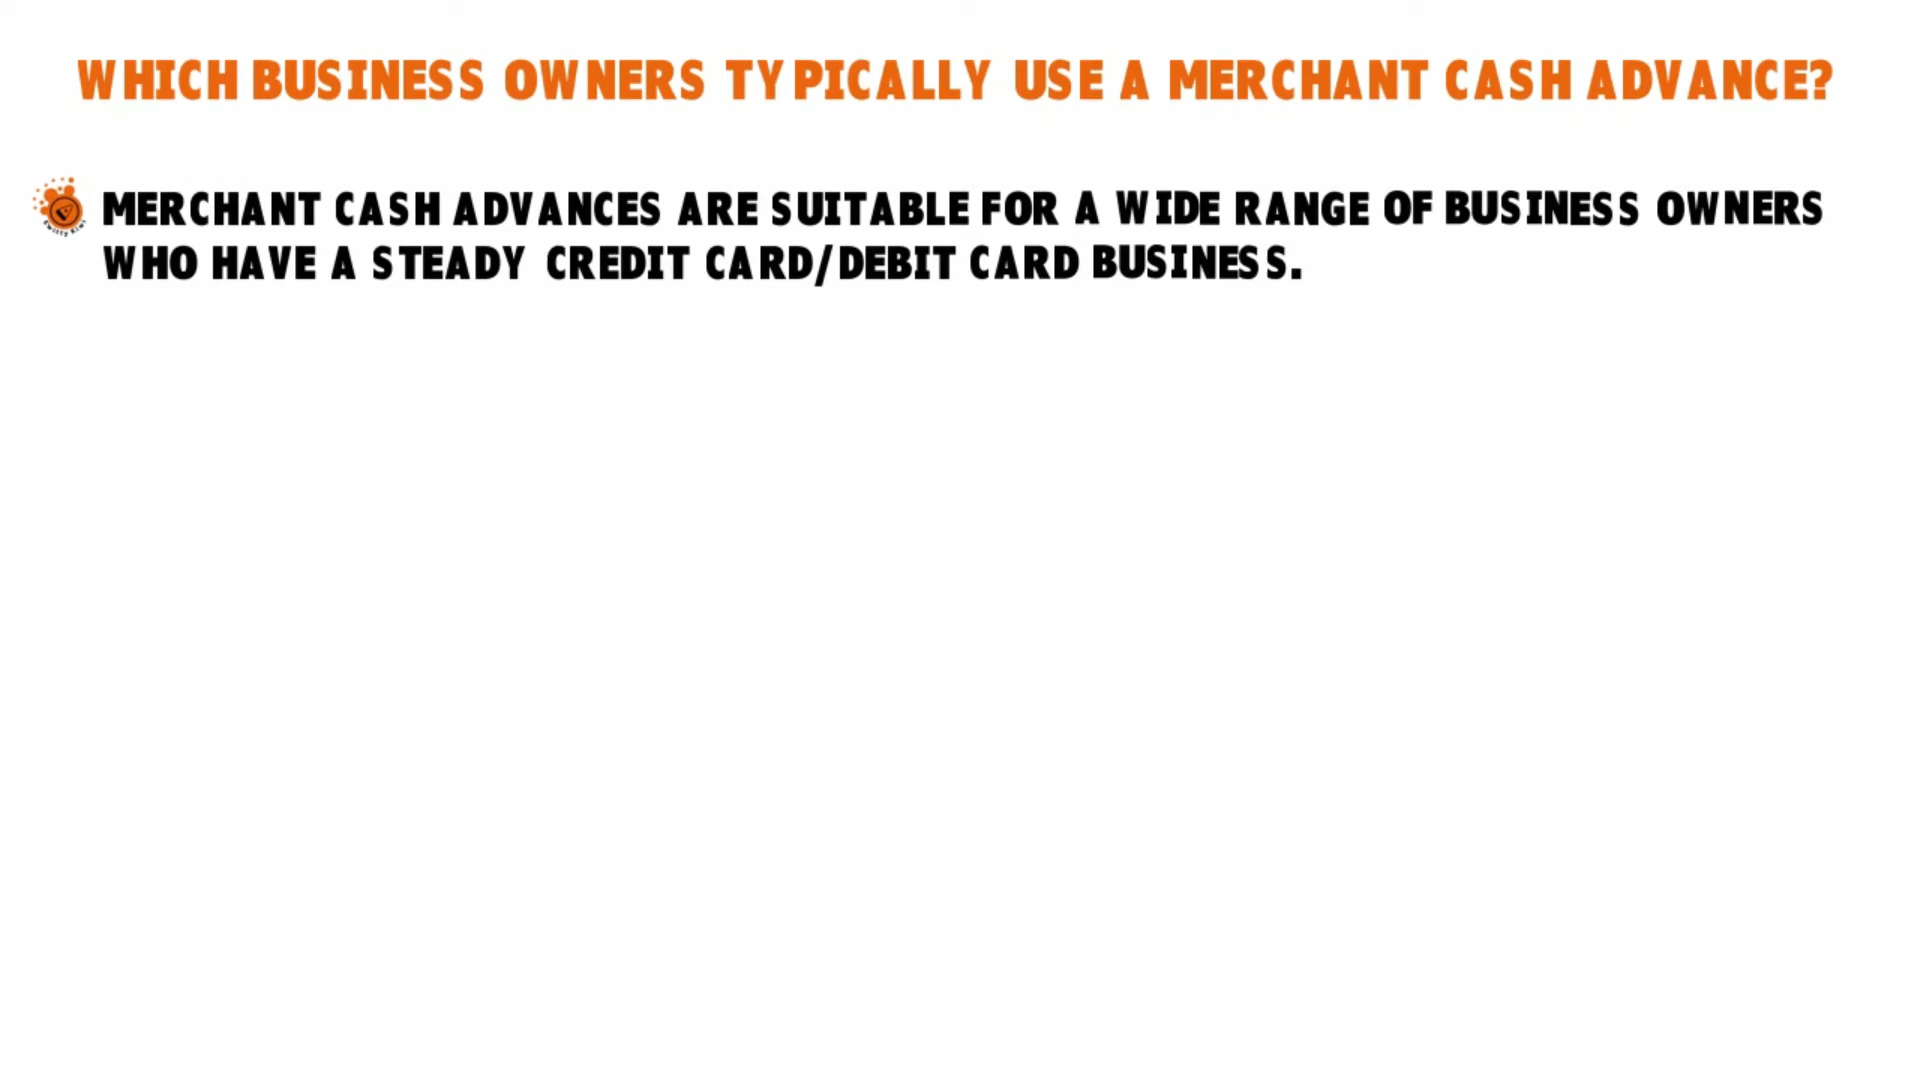 WHICH BUSINESS OWNERS TYPICALLY USE A MERCHANT CASH ADVANCE?
MERCHANT CASH ADVANCES ARE SUITABLE FOR A WIDE RANGE OF BUSINESS OWNERS
WHO HAVE A STEADY CREDIT CARD/DEBIT CARD BUSINESS.